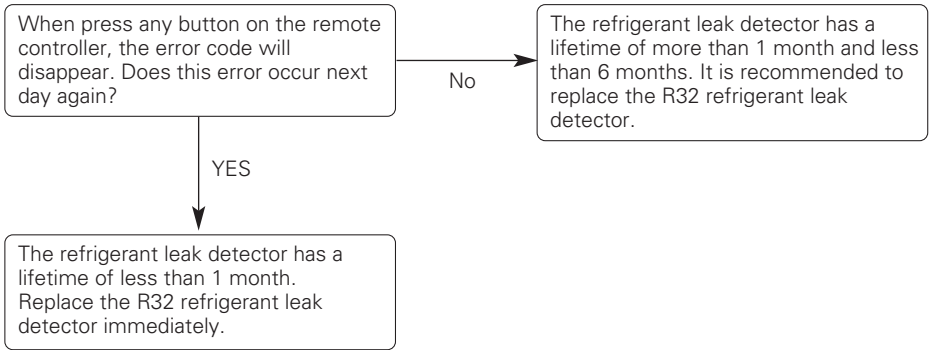 When press any button on the remote
controller, the error code will
disappear. Does this error occur next
day again?
No
The refrigerant leak detector has a
lifetime of more than 1 month and less
than 6 months. It is recommended to
replace the R32 refrigerant leak
detector.
YES
The refrigerant leak detector has a
lifetime of less than 1 month.
Replace the R32 refrigerant leak
detector immediately.